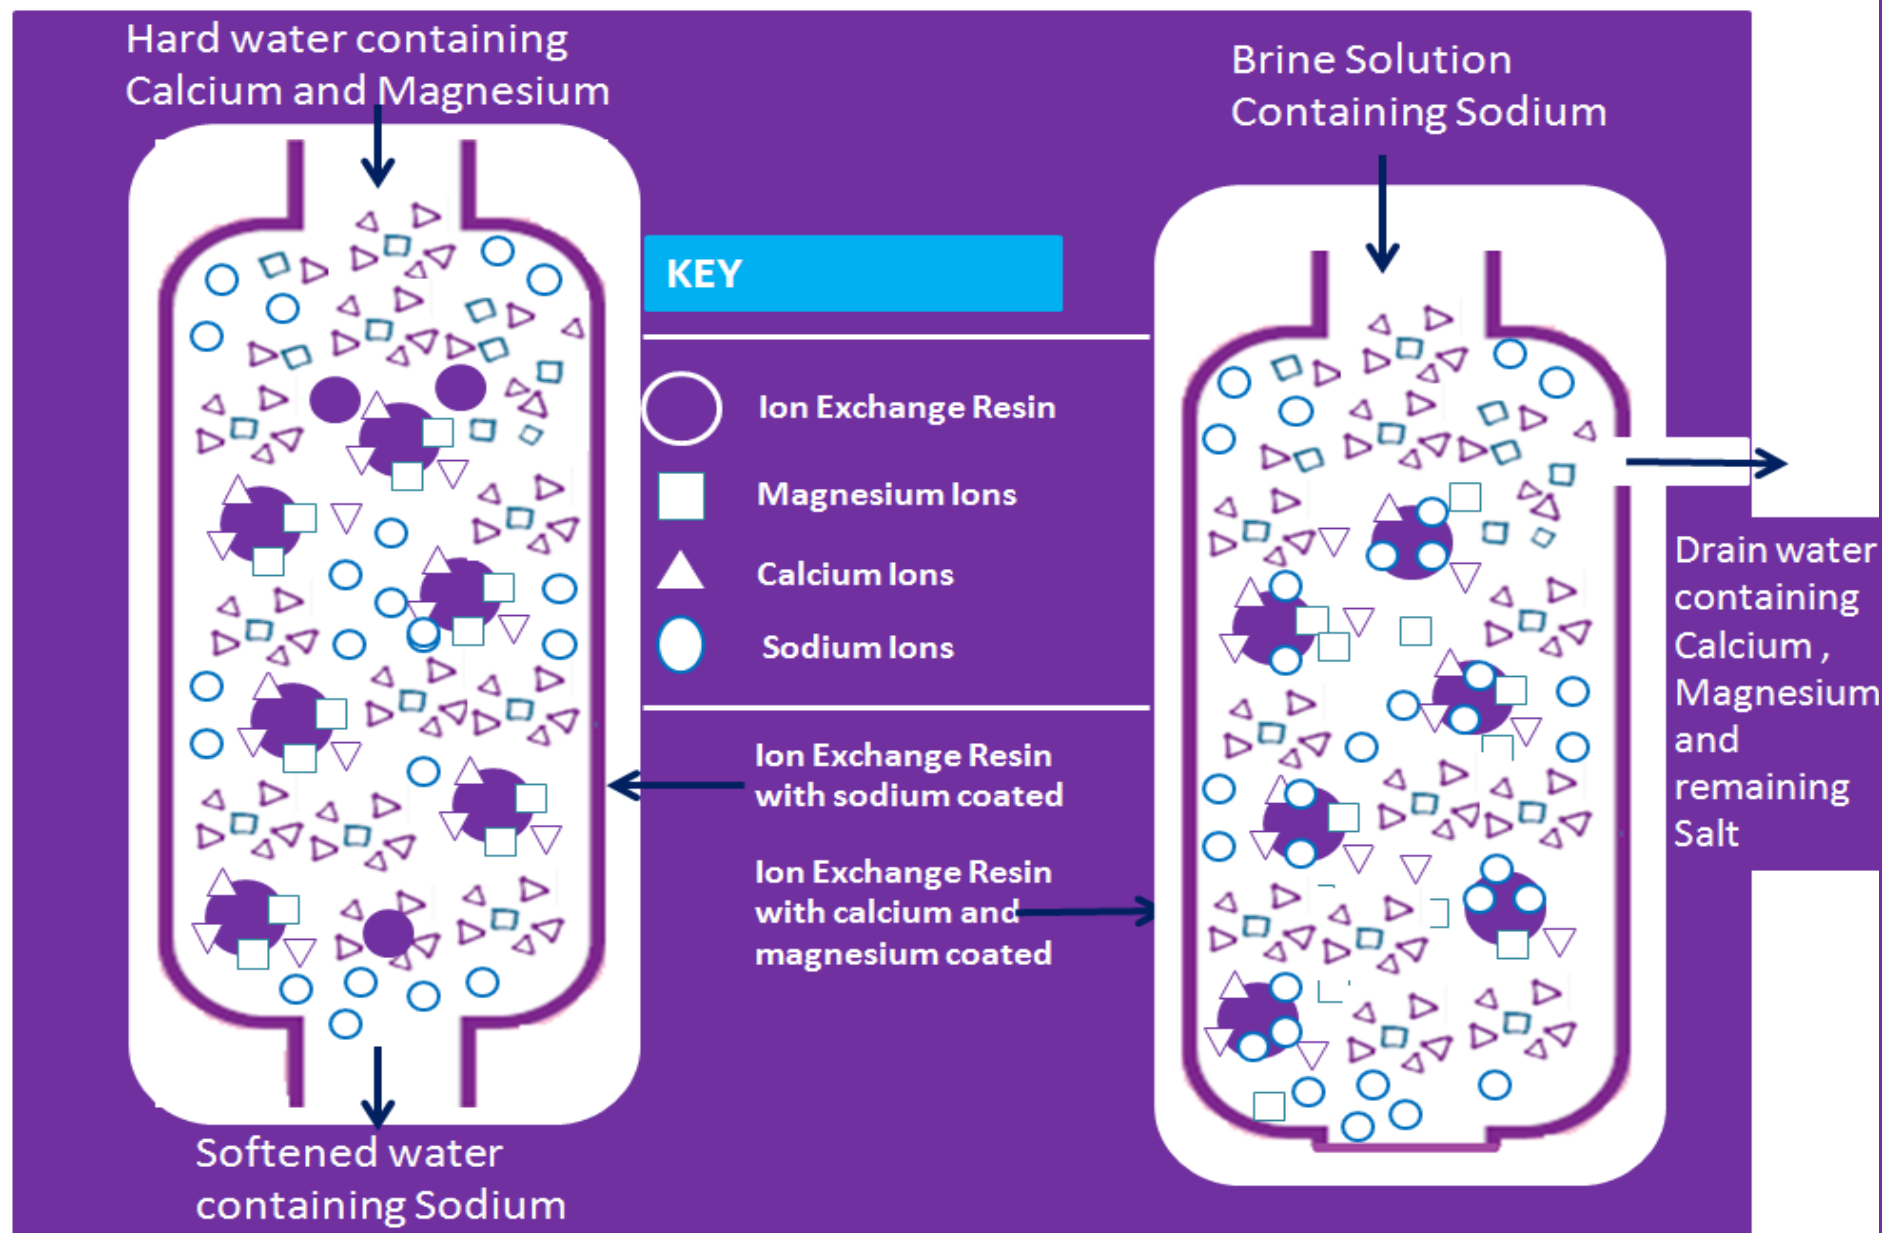 Hard water containing
Calcium and Magnesium
Brine Solution
Containing Sodium
KEY
Ion Exchange Resin
Magnesium Ions
Calcium Ions
Sodium Ions
Ion Exchange Resin
with sodium coated
Ion Exchange Resin
with calcium and
magnesium coated
Drain water
containing
Calcium ,
Magnesium
and
remaining
Salt
Softened water
containing Sodium